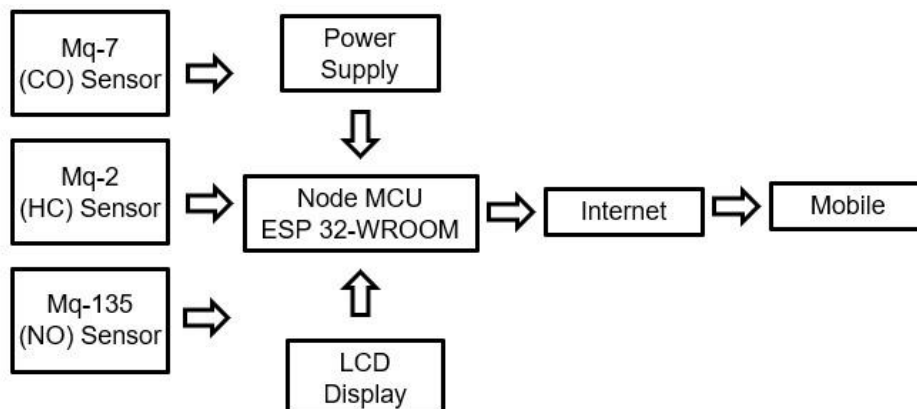 Mq-7
(CO) Sensor
Power
Supply
Mq-2
(HC) Sensor
Node MCU
ESP 32-WROOM
Internet
Mobile
Mq-135
(NO) Sensor
LCD
Display